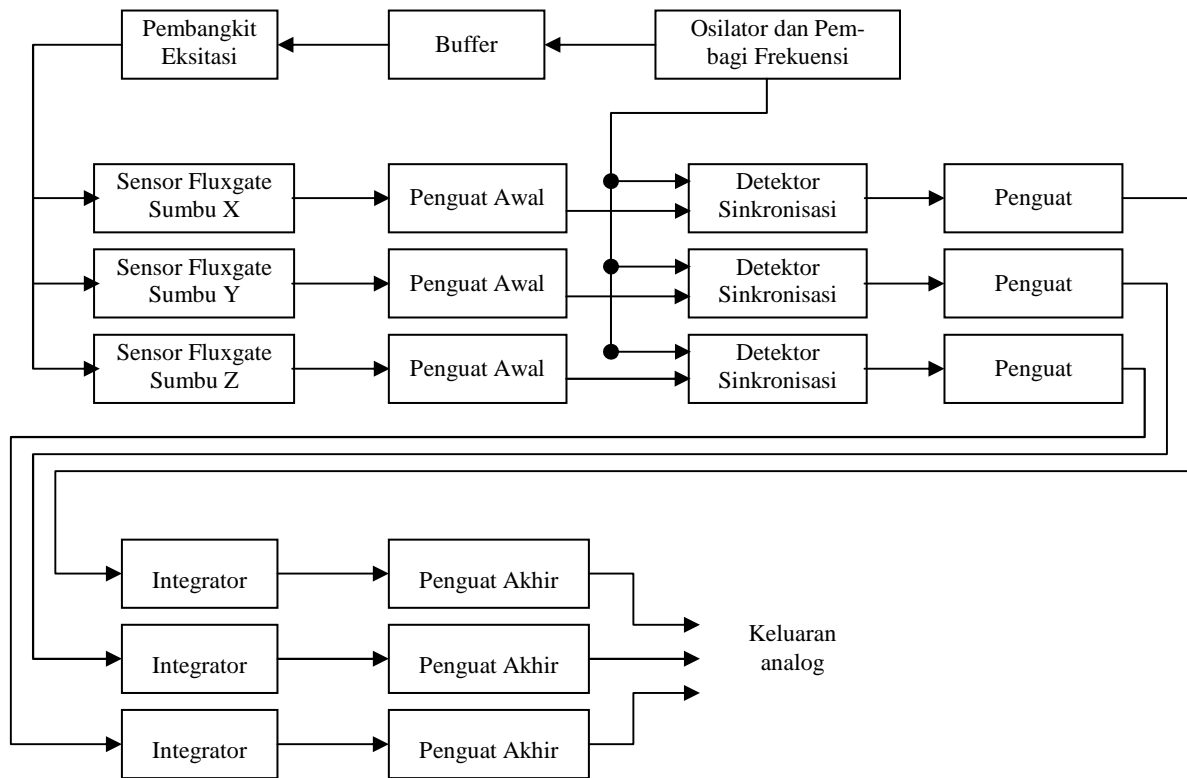 Pembangkit
Eksitasi
Buffer
Osilator dan Pem-
bagi Frekuensi
Sensor Fluxgate
Sumbu X
Penguat Awal
Detektor
Sinkronisasi
Penguat
Sensor Fluxgate
Sumbu Y
Penguat Awal
Detektor
Sinkronisasi
Penguat
Sensor Fluxgate
Sumbu Z
Penguat Awal
Detektor
Sinkronisasi
Penguat
Integrator
Penguat Akhir
Integrator
Penguat Akhir
Keluaran
analog
Integrator
Penguat Akhir